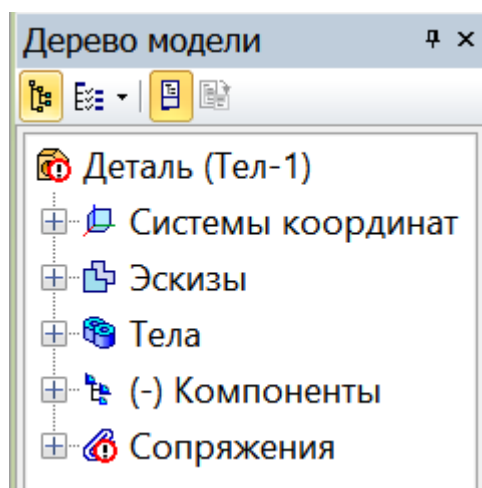 Дерево модели
Деталь (Тел-1)
Системы координат
Эскизы
Тела
(-) Компоненты
Сопряжения